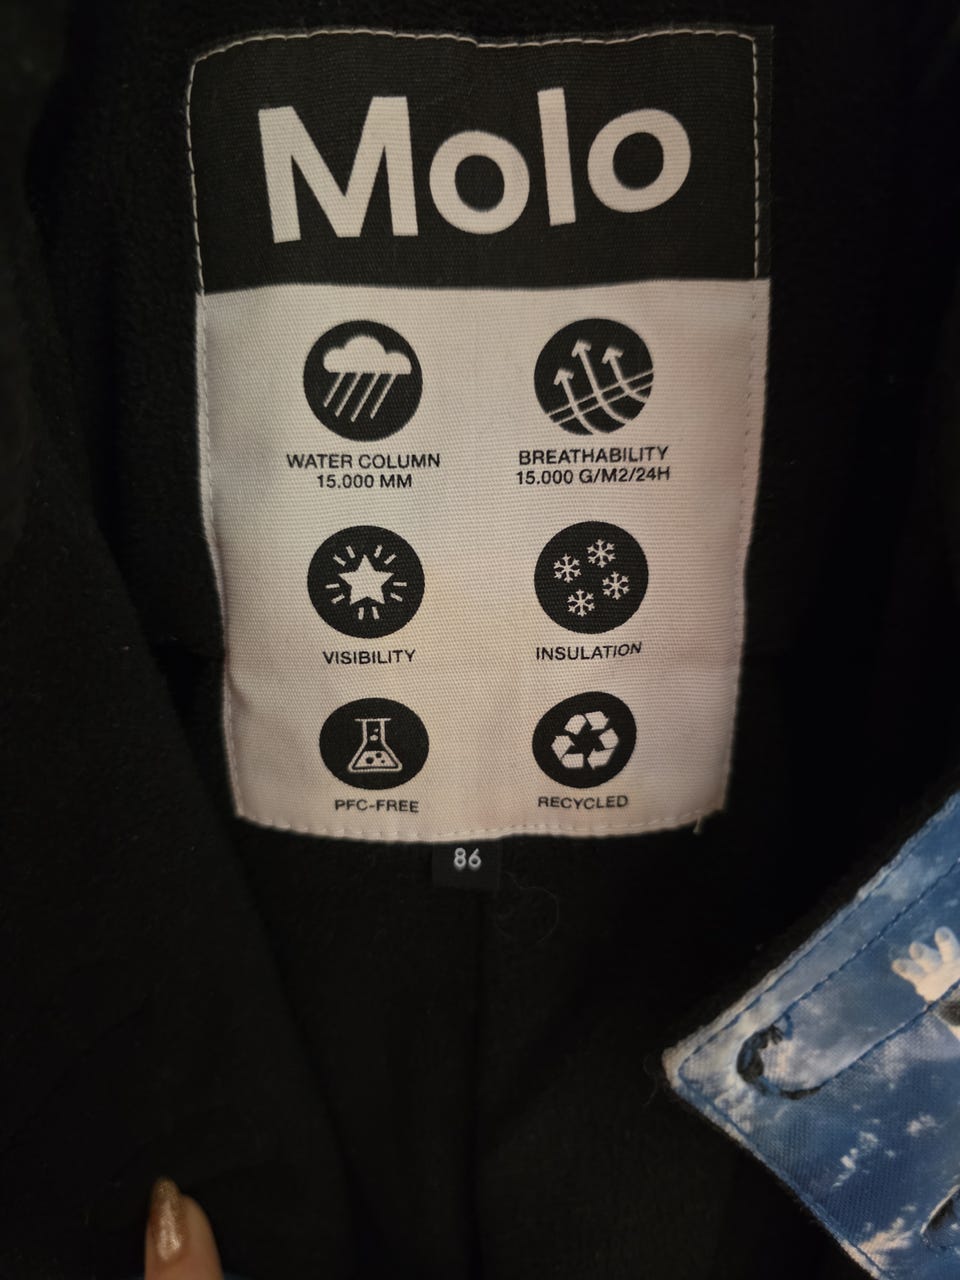 Molo
WATER COLUMN
15.000 MM
BREATHABILITY
15.000 G/M2/24H
VISIBILITY
INSULATION
PFC-FREE
RECYCLED
86